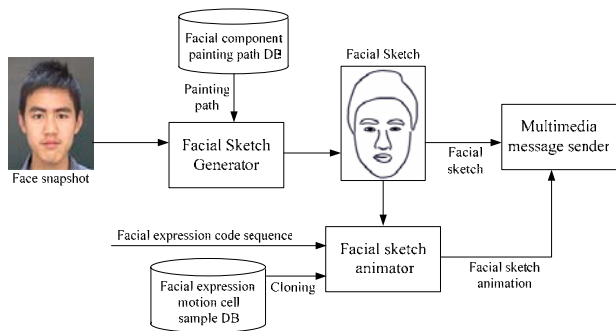 Facial component
painting path DB
Painting
path
Facial Sketch
Face snapshot
Facial Sketch
Generator
Facial
sketch
Multimedia
message sender
Facial expression code sequence
Facial sketch
animator
Facial expression
motion cell
sample DB
Cloning
Facial sketch
animation